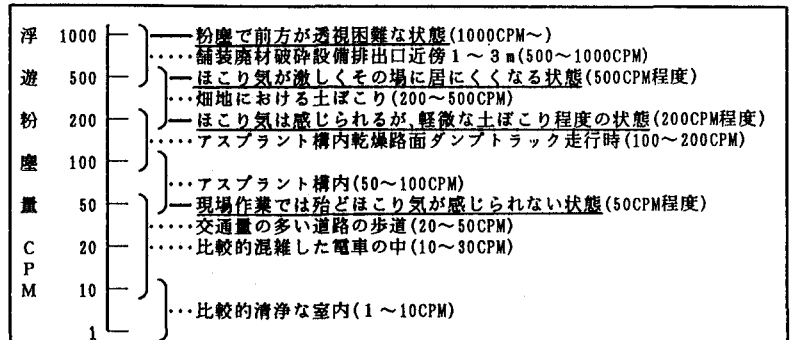 浮遊粉塵量 CPM
1000
500
200
100
50
20
10
1
粉塵で前方が透視困難な状態(1000CPM～)
舗装廃材破砕設備排出口近傍1～3m(500～1000CPM)
ほこり気が激しくその場に居にくくなる状態(500CPM程度)
畑地における土ぼこり(200～500CPM)
ほこり気は感じられるが,軽微な土ぼこり程度の状態(200CPM程度)
アスプラント構内乾燥路面ダンプトラック走行時(100～200CPM)
アスプラント構内(50～100CPM)
現場作業では殆どほこり気が感じられない状態(50CPM程度)
交通量の多い道路の歩道(20～50CPM)
比較的混雑した電車の中(10～30CPM)
比較的清浄な室内(1～10CPM)